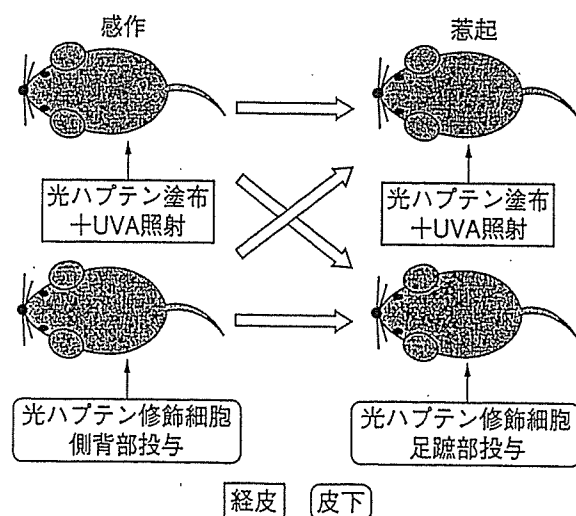 感作
惹起
光ハプテン塗布
＋UVA照射
光ハプテン塗布
＋UVA照射
光ハプテン修飾細胞
側背部投与
光ハプテン修飾細胞
足蹠部投与
経皮
皮下